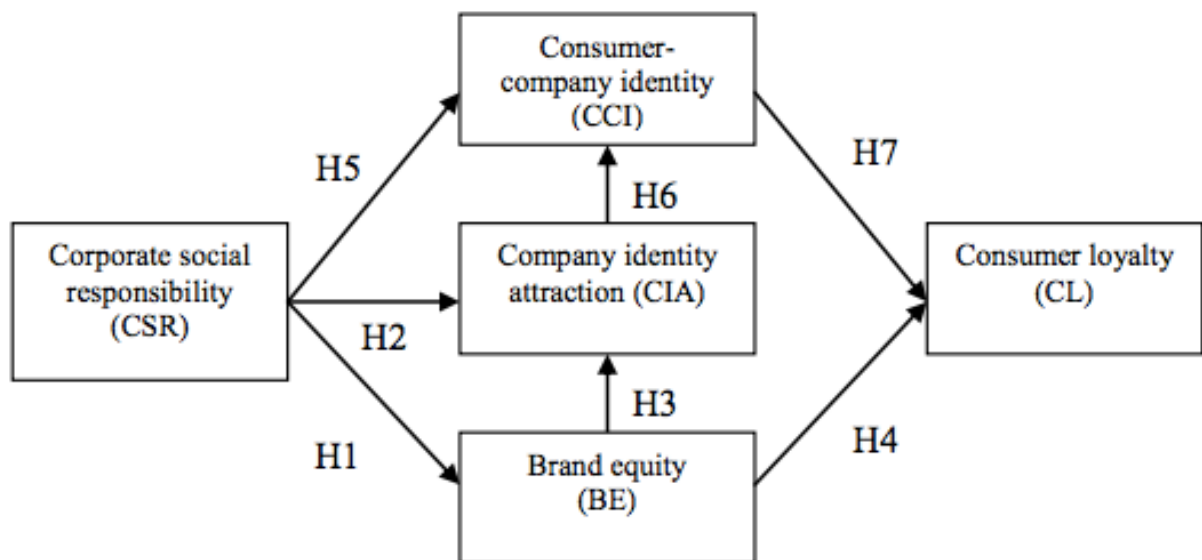 Consumer-
company identity
(CCI)
H5
H7
H6
Corporate social
responsibility
(CSR)
Company identity
attraction (CIA)
Consumer loyalty
(CL)
H2
H3
H1
H4
Brand equity
(BE)